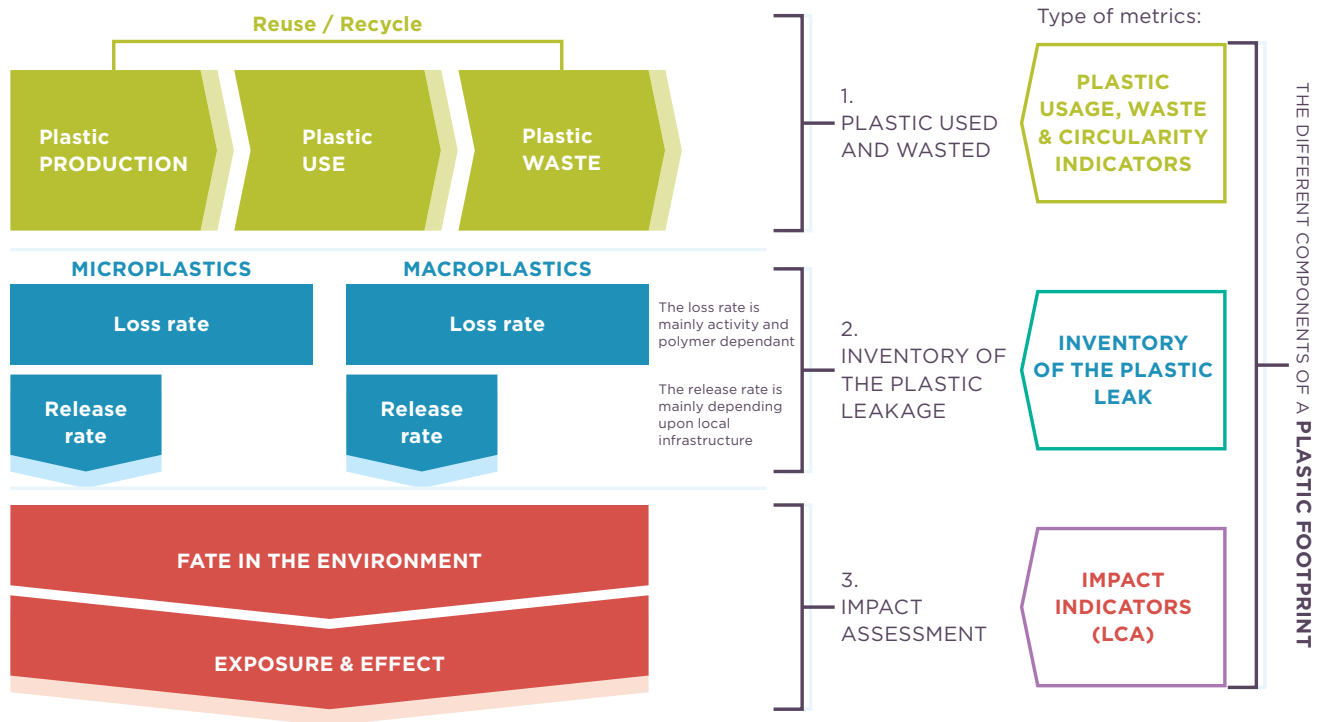 Reuse / Recycle
Plastic
PRODUCTION
Plastic
USE
Plastic
WASTE
1.
PLASTIC USED
AND WASTED
Type of metrics:
PLASTIC
USAGE, WASTE
& CIRCULARITY
INDICATORS
MICROPLASTICS
MACROPLASTICS
Loss rate
Loss rate
The loss rate is
mainly activity and
polymer dependant
Release
rate
Release
rate
The release rate is
mainly depending
upon local
infrastructure
2.
INVENTORY OF
THE PLASTIC
LEAKAGE
INVENTORY
OF THE PLASTIC
LEAK
FATE IN THE ENVIRONMENT
EXPOSURE & EFFECT
3.
IMPACT
ASSESSMENT
IMPACT
INDICATORS
(LCA)
THE DIFFERENT COMPONENTS OF A PLASTIC FOOTPRINT